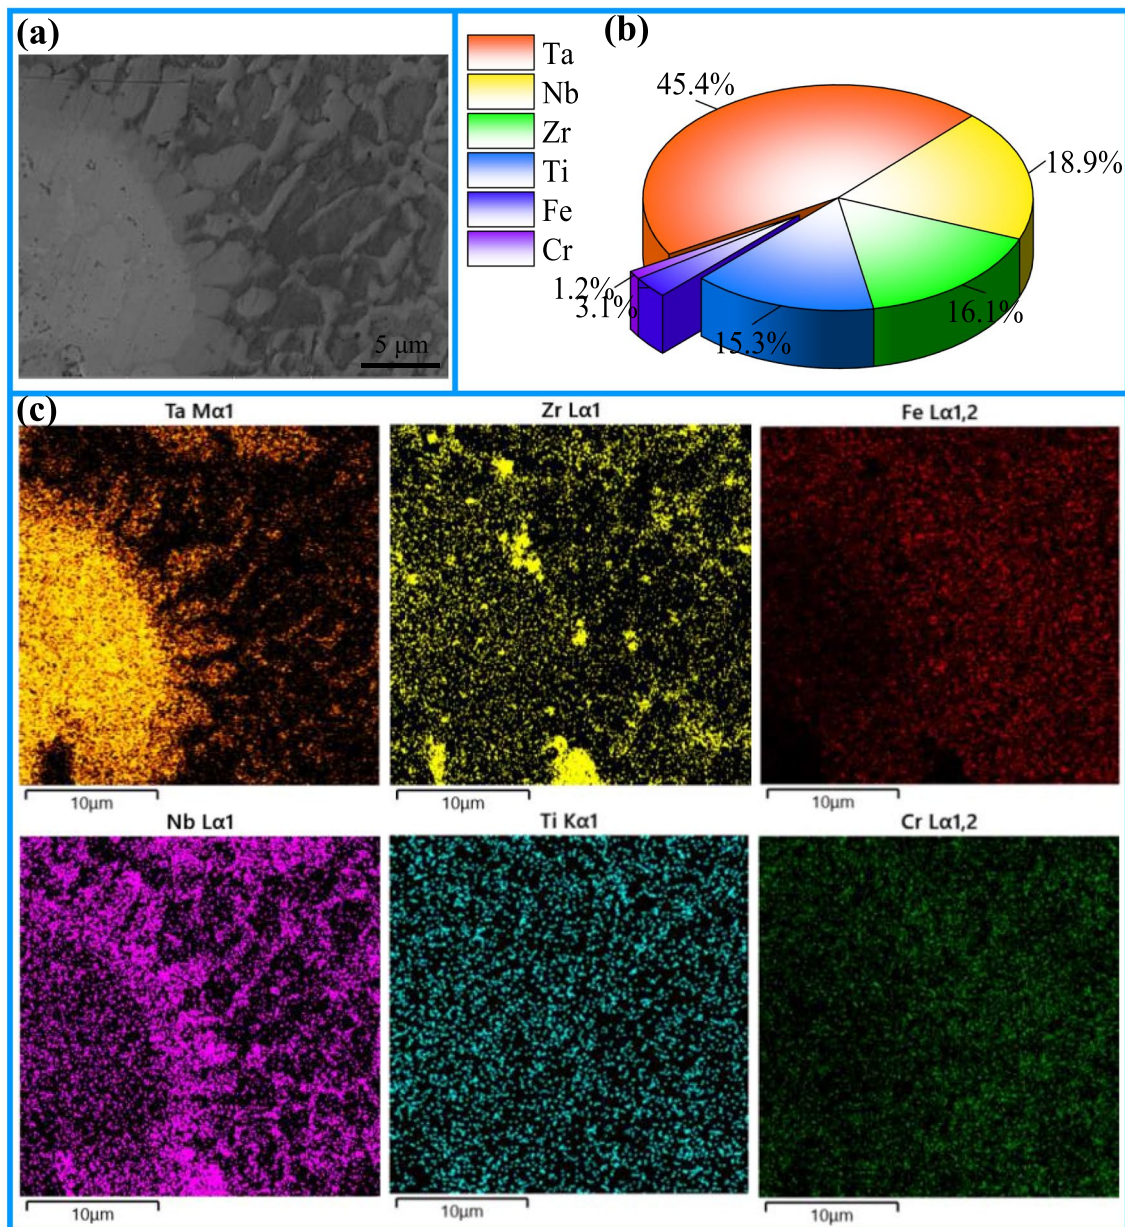 (a)
5 μm
(b)
Ta
Nb
Zr
Ti
Fe
Cr
45.4%
18.9%
16.1%
15.3%
3.1%
1.2%
(c)
Ta Mα1
Zr Lα1
Fe Lα1,2
10μm
10μm
10μm
Nb Lα1
Ti Kα1
Cr Lα1,2
10μm
10μm
10μm